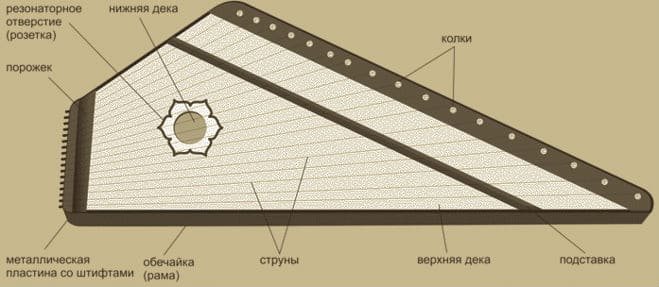 резонаторное
отверстие
(розетка)
нижняя дека
колки
порожек
металлическая
пластина со штифтами
обечайка
(рама)
струны
верхняя дека
подставка